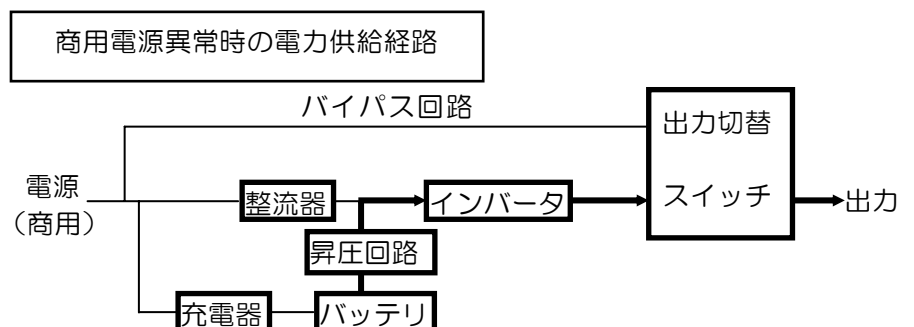 商用電源異常時の電力供給経路
バイパス回路
出力切替
スイッチ
電源
（商用）
整流器
インバータ
出力
昇圧回路
充電器
バッテリ